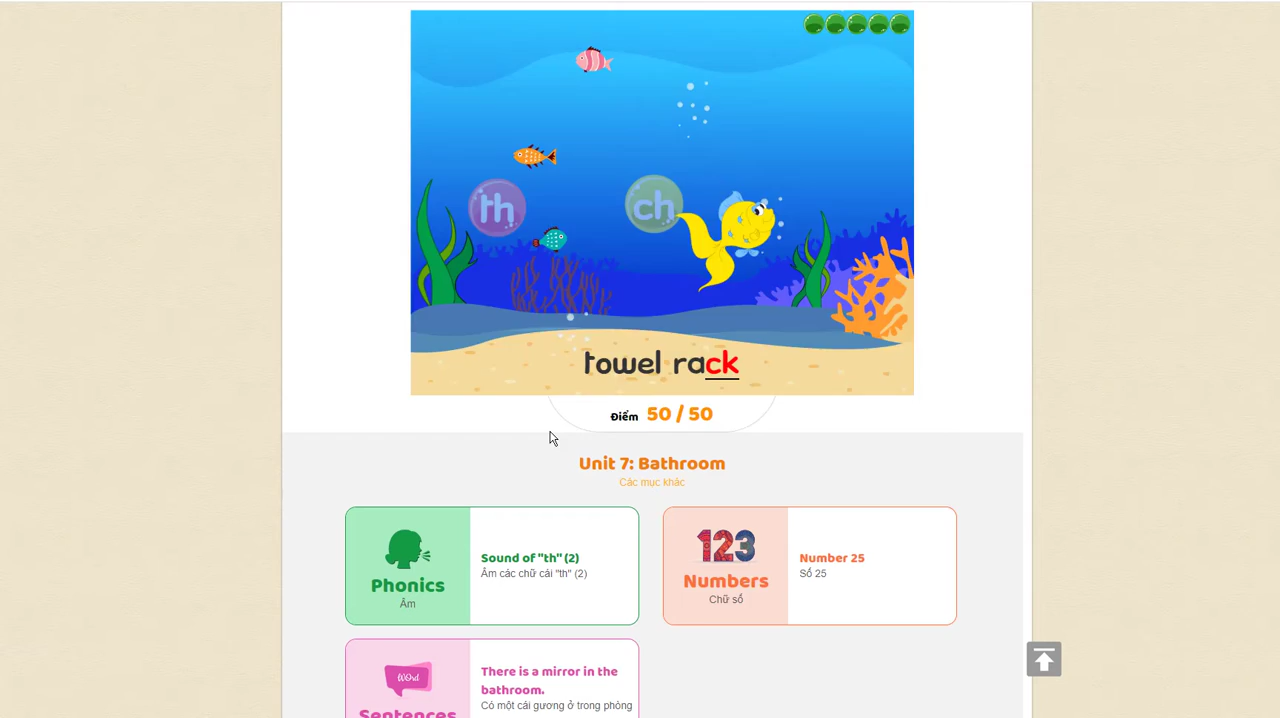 th
ch
towel rack
Điểm 50 / 50
Unit 7: Bathroom
Các mục khác
Phonics
Âm
Sound of "th" (2)
Âm các chữ cái "th" (2)
123
Numbers
Chữ số
Number 25
Số 25
WOrd
Sentences
There is a mirror in the
bathroom.
Có một cái gương ở trong phòng